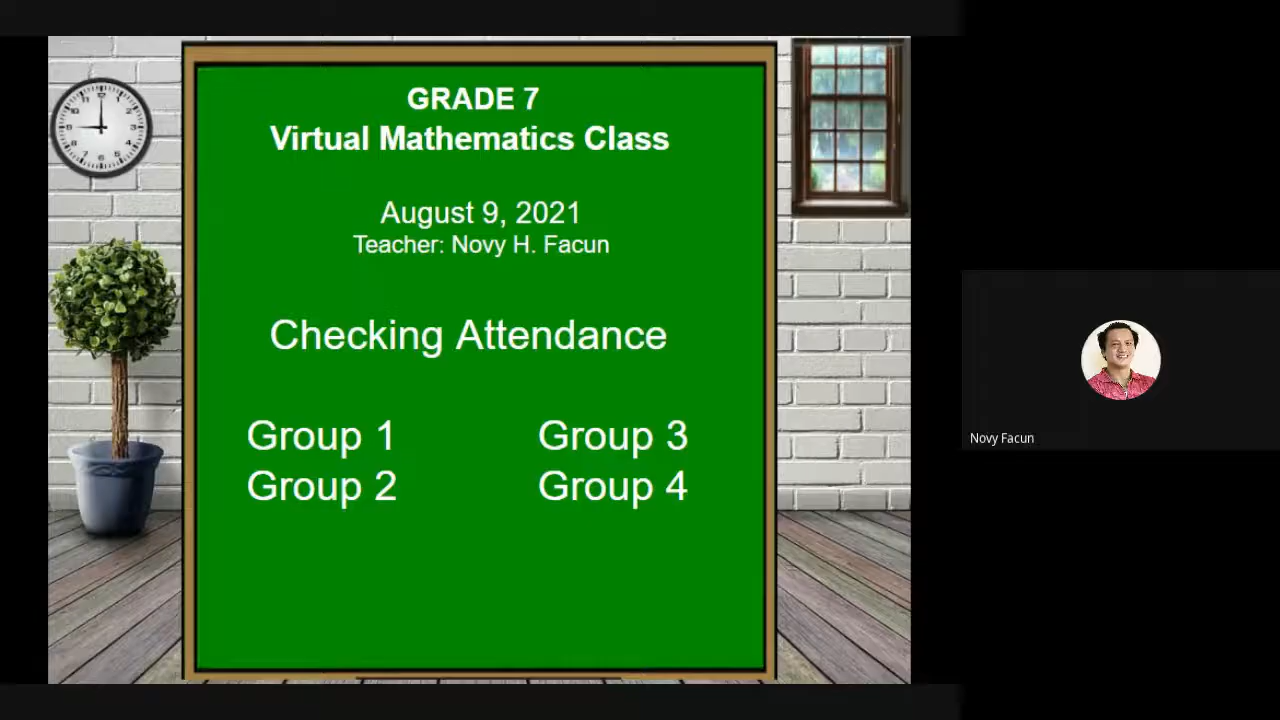 GRADE 7
Virtual Mathematics Class
August 9, 2021
Teacher: Novy H. Facun
Checking Attendance
Group 1
Group 2
Group 3
Group 4
Novy Facun